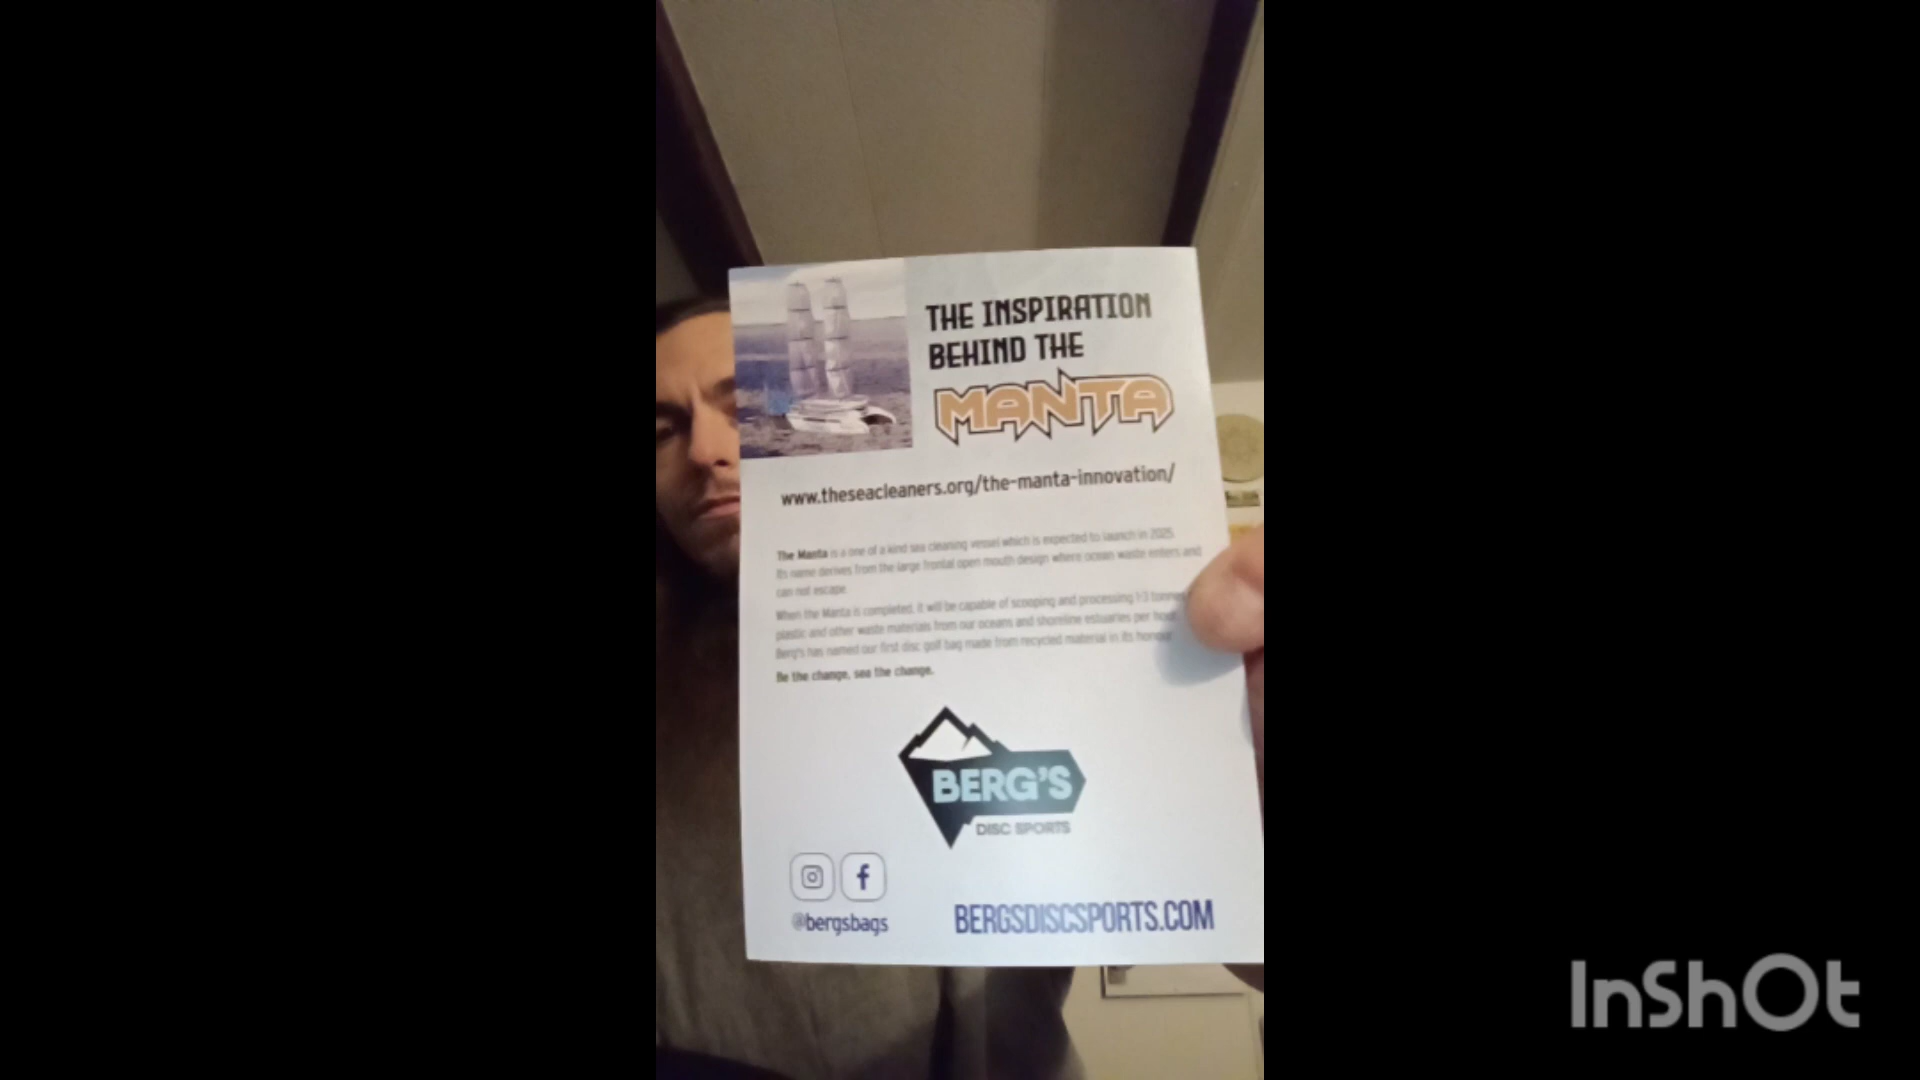 THE INSPIRATION
BEHIND THE
MANTA
www.theseacleaners.org/the-manta-innovation/
The Manta is a one of a kind sea cleaning vessel which is expected to launch in 2025.
Its name derives from the large frontal open mouth design where ocean waste enters and
can not escape.
When the Manta is completed, it will be capable of scooping and processing 1-3 tonnes
plastic and other waste materials from our oceans and shoreline estuaries per hour.
Berg's has named our first disc golf bag made from recycled material in its honour.
Be the change, sea the change.
BERG'S
DISC SPORTS
@bergsbags
BERGSDISCSPORTS.COM
InShOt